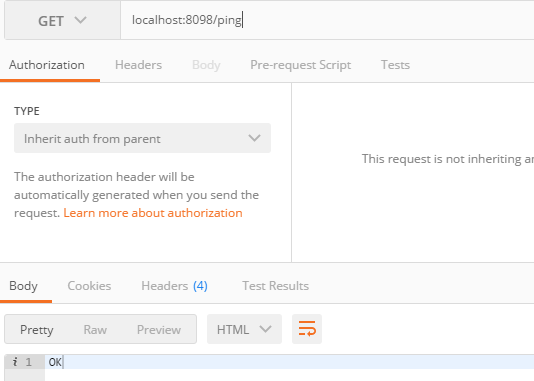 GET localhost:8098/ping
Authorization Headers Body Pre-request Script Tests
TYPE
Inherit auth from parent
This request is not inheriting
The authorization header will be
automatically generated when you send the
request. Learn more about authorization
Body Cookies Headers (4) Test Results
Pretty Raw Preview HTML
i 1 OK